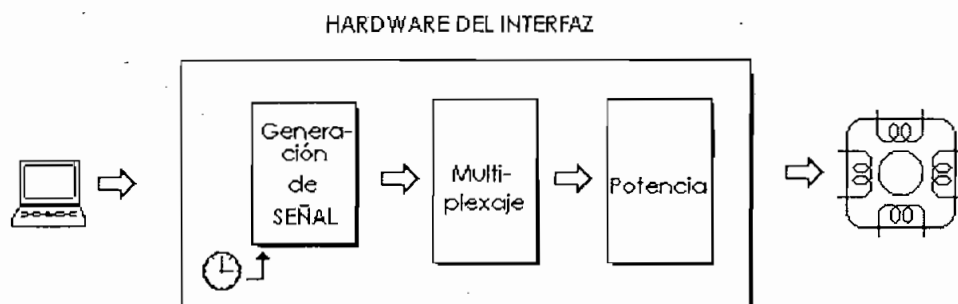 HARDWARE DEL INTERFAZ
Genera-
ción
de
SEÑAL
Multi-
plexaje
Potencia